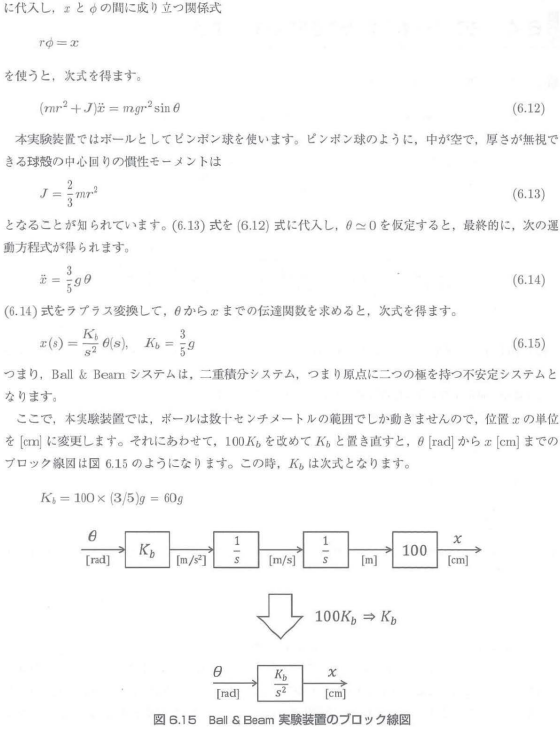 に代入し，x と φ の間に成り立つ関係式
rφ = x
を使うと，次式を得ます。
(mr² + J)ẍ = mgr² sin θ (6.12)
本実験装置ではボールとしてピンポン球を使います。ピンポン球のように，中が空で，厚さが無視で
きる球殻の中心回りの慣性モーメントは
J = 2/3 mr² (6.13)
となることが知られています。(6.13) 式を (6.12) 式に代入し，θ ≃ 0 を仮定すると，最終的に，次の運
動方程式が得られます。
ẍ = 3/5 g θ (6.14)
(6.14) 式をラプラス変換して，θ から x までの伝達関数を求めると，次式を得ます。
x(s) = K_b/s² θ(s), K_b = 3/5 g (6.15)
つまり，Ball & Beam システムは，二重積分システム，つまり原点に二つの極を持つ不安定システムと
なります。
ここで，本実験装置では，ボールは数十センチメートルの範囲でしか動きませんので，位置 x の単位
を [cm] に変更します。それにあわせて，100K_b を改めて K_b と置き直すと，θ [rad] から x [cm] までの
ブロック線図は図 6.15 のようになります。この時，K_b は次式となります。
K_b = 100 × (3/5)g = 60g
θ [rad] K_b [m/s²] 1/s [m/s] 1/s [m] 100 x [cm]
100K_b ⇒ K_b
θ [rad] K_b/s² x [cm]
図 6.15 Ball & Beam 実験装置のブロック線図